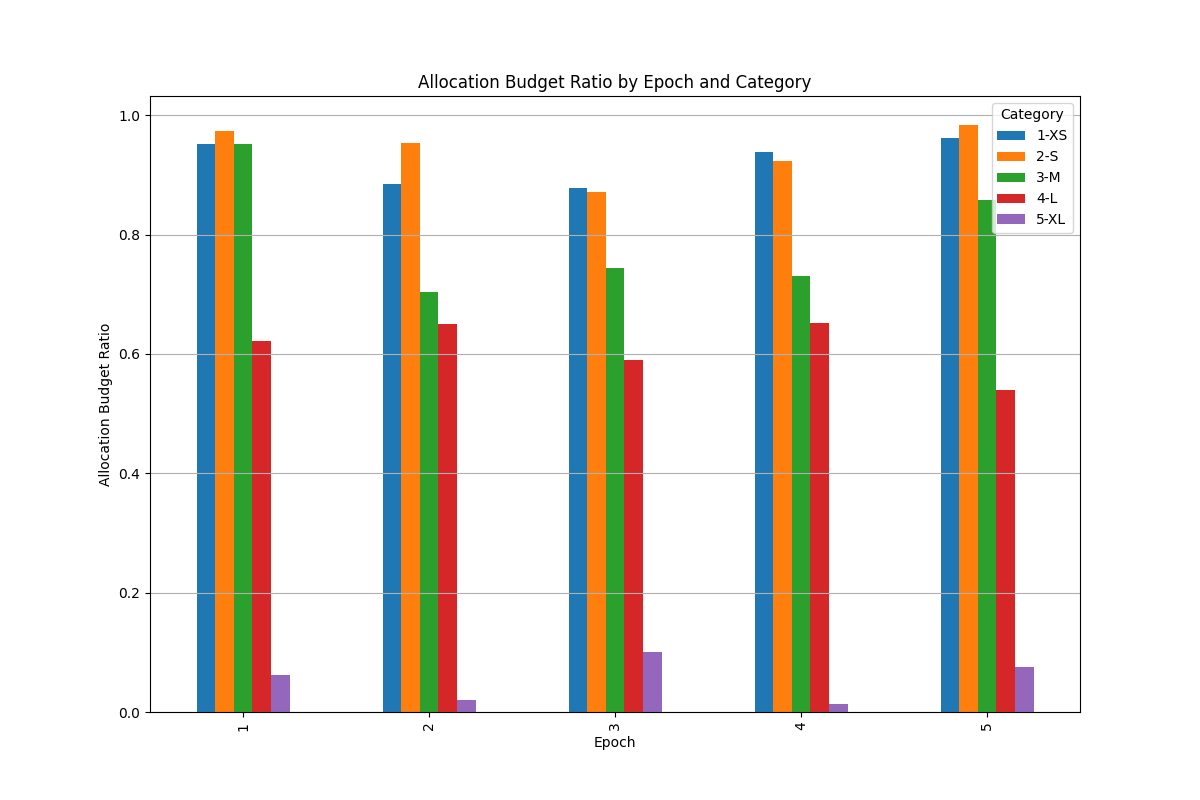 Allocation Budget Ratio by Epoch and Category
Allocation Budget Ratio
1.0
0.8
0.6
0.4
0.2
0.0
Category
1-XS
2-S
3-M
4-L
5-XL
1
2
3
4
5
Epoch